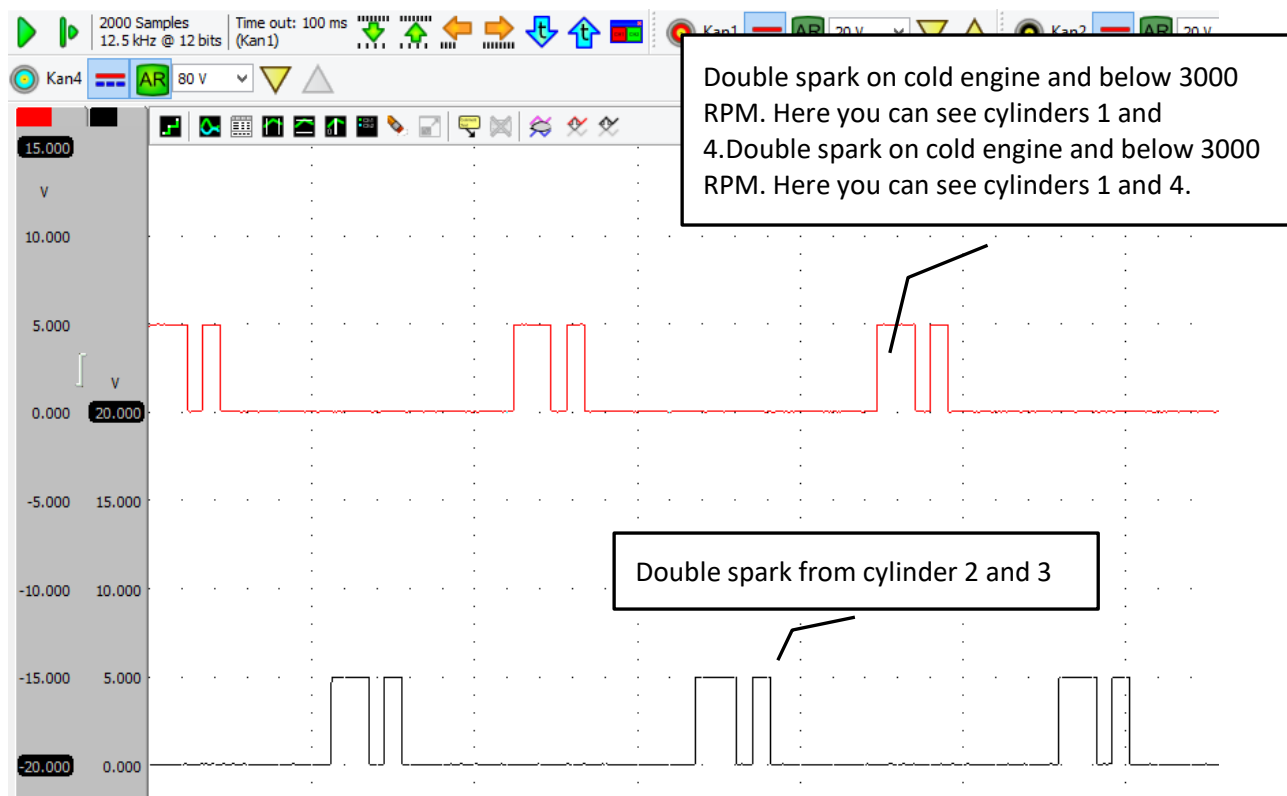 2000 Samples
12.5 kHz @ 12 bits
Time out: 100 ms
(Kan1)
Kan1 AR 20 V
Kan2 AR 20 V
Kan4 AR 80 V
Double spark on cold engine and below 3000
RPM. Here you can see cylinders 1 and
4.Double spark on cold engine and below 3000
RPM. Here you can see cylinders 1 and 4.
15.000
V
10.000
5.000
V
0.000 20.000
-5.000 15.000
Double spark from cylinder 2 and 3
-10.000 10.000
-15.000 5.000
-20.000 0.000